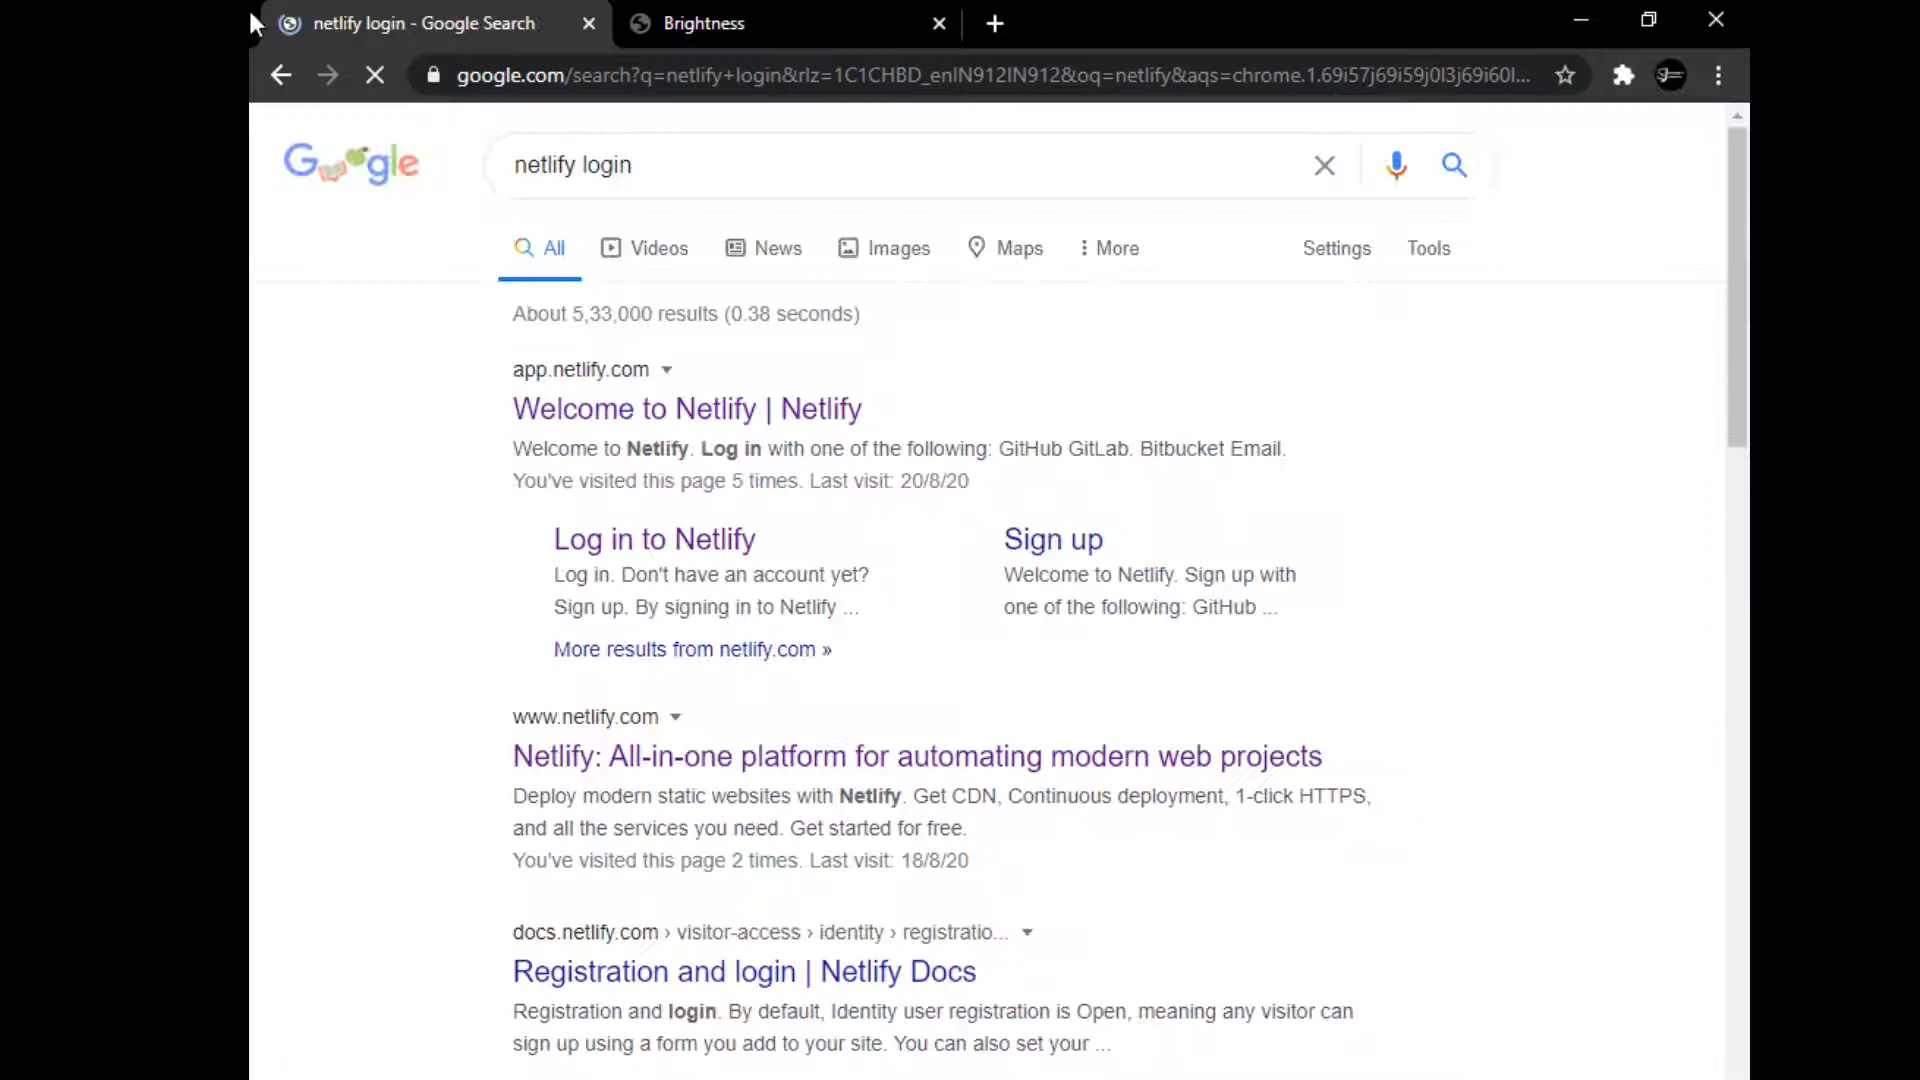 netlify login - Google Search
Brightness
google.com/search?q=netlify+login&rlz=1C1CHBD_enIN912IN912&oq=netlify&aqs=chrome.1.69i57j69i59j0l3j69i60l...
Google
netlify login
All Videos News Images Maps More Settings Tools
About 5,33,000 results (0.38 seconds)
app.netlify.com
Welcome to Netlify | Netlify
Welcome to Netlify. Log in with one of the following: GitHub GitLab. Bitbucket Email.
You've visited this page 5 times. Last visit: 20/8/20
Log in to Netlify
Log in. Don't have an account yet?
Sign up. By signing in to Netlify ...
Sign up
Welcome to Netlify. Sign up with
one of the following: GitHub ...
More results from netlify.com »
www.netlify.com
Netlify: All-in-one platform for automating modern web projects
Deploy modern static websites with Netlify. Get CDN, Continuous deployment, 1-click HTTPS,
and all the services you need. Get started for free.
You've visited this page 2 times. Last visit: 18/8/20
docs.netlify.com › visitor-access › identity › registratio...
Registration and login | Netlify Docs
Registration and login. By default, Identity user registration is Open, meaning any visitor can
sign up using a form you add to your site. You can also set your ...